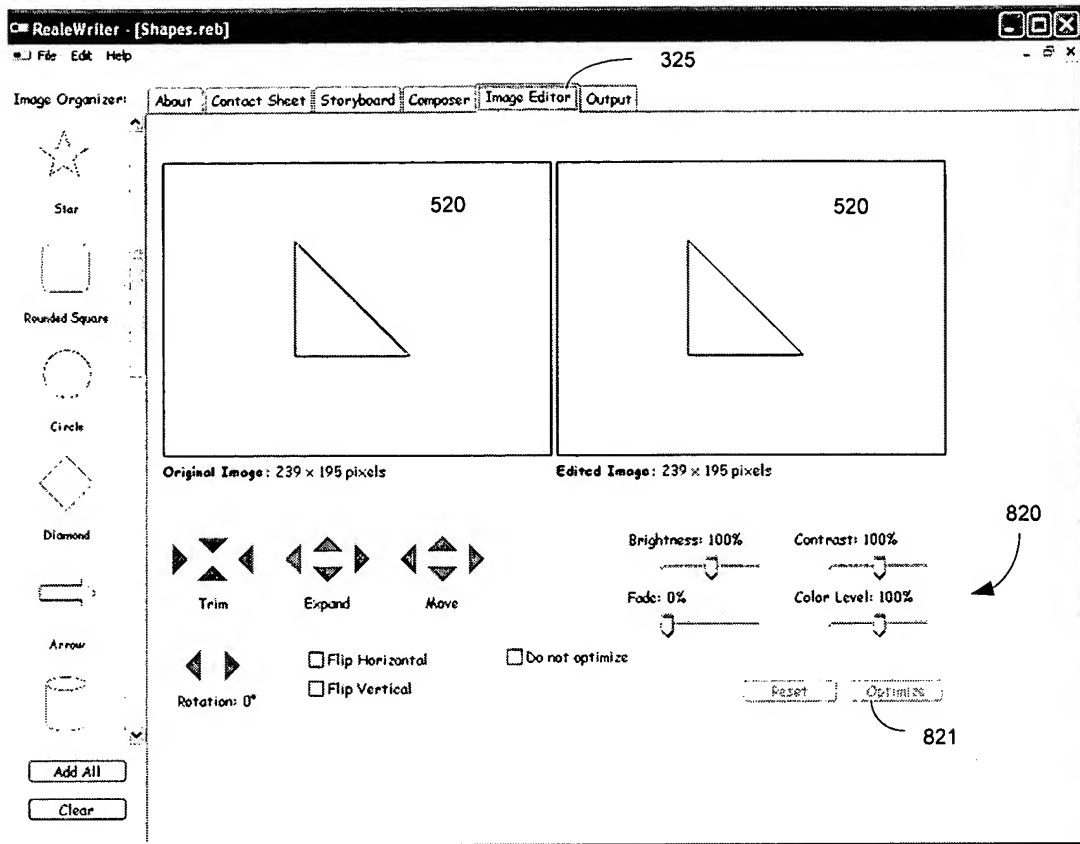 RealeWriter - [Shapes.reb]
File Edit Help
325
Image Organizer:
About Contact Sheet Storyboard Composer Image Editor Output
Star
Rounded Square
Circle
Diamond
Arrow
Add All
Clear
520
520
Original Image: 239 x 195 pixels
Edited Image: 239 x 195 pixels
820
Trim
Expand
Move
Brightness: 100%
Contrast: 100%
Fade: 0%
Color Level: 100%
Rotation: 0°
Flip Horizontal
Flip Vertical
Do not optimize
Reset
Optimize
821